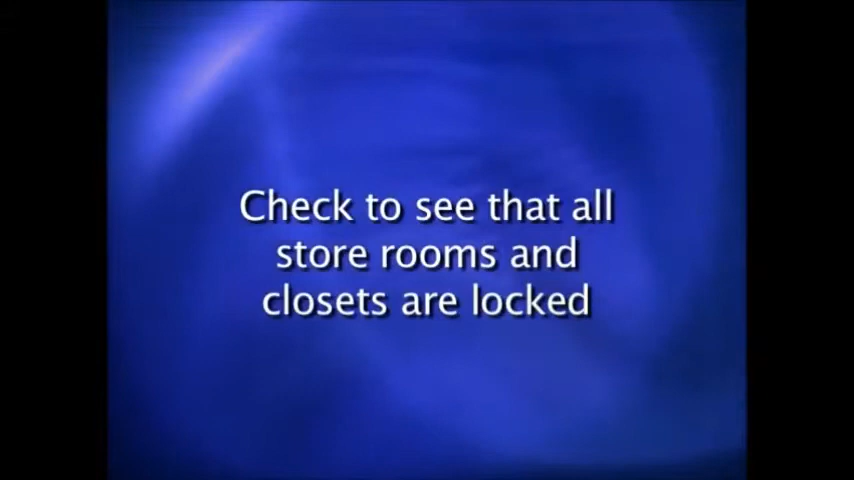 Check to see that all
store rooms and
closets are locked